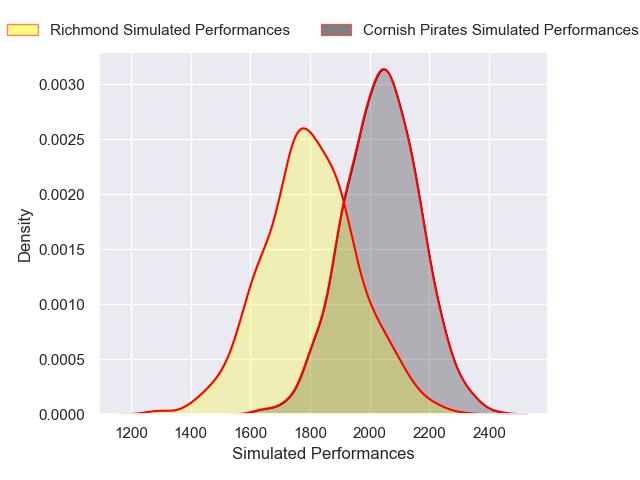 Richmond Simulated Performances
Cornish Pirates Simulated Performances
0.0030
0.0025
0.0020
0.0015
0.0010
0.0005
0.0000
Density
1200 1400 1600 1800 2000 2200 2400
Simulated Performances